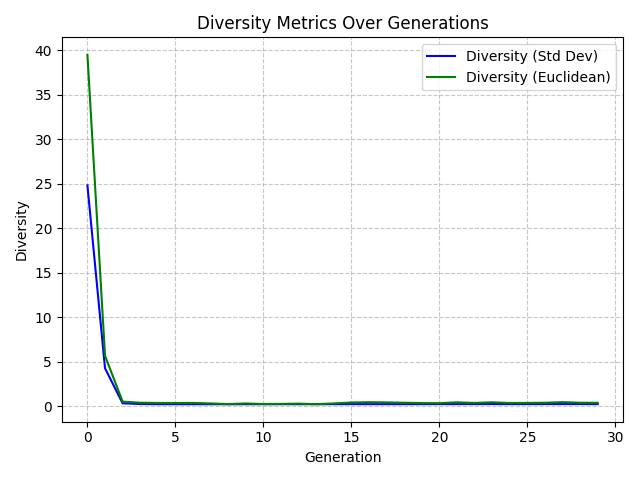 Diversity Metrics Over Generations
Diversity (Std Dev)
Diversity (Euclidean)
Diversity
40
35
30
25
20
15
10
5
0
0 5 10 15 20 25 30
Generation